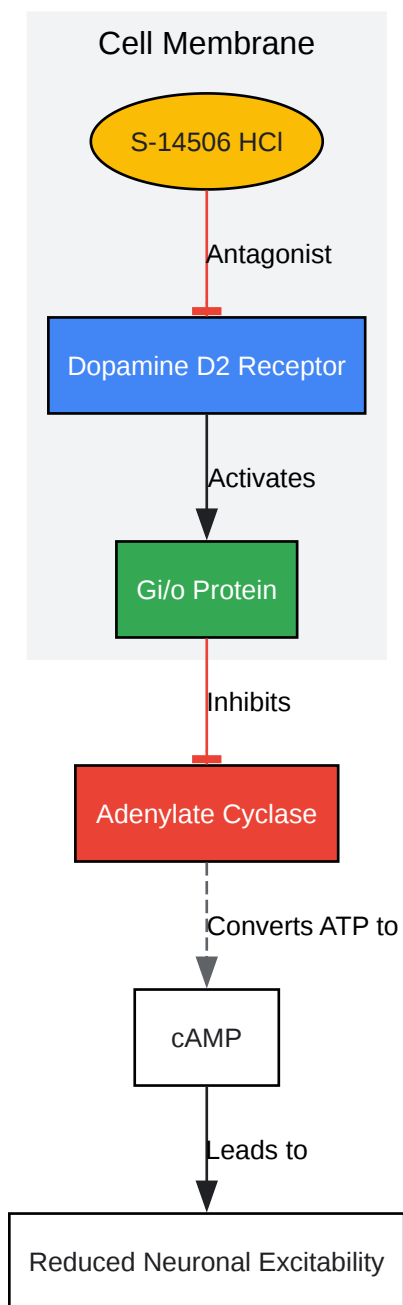 Cell Membrane
S-14506 HCl
Antagonist
Dopamine D2 Receptor
Activates
Gi/o Protein
Inhibits
Adenylate Cyclase
Converts ATP to
cAMP
Leads to
Reduced Neuronal Excitability